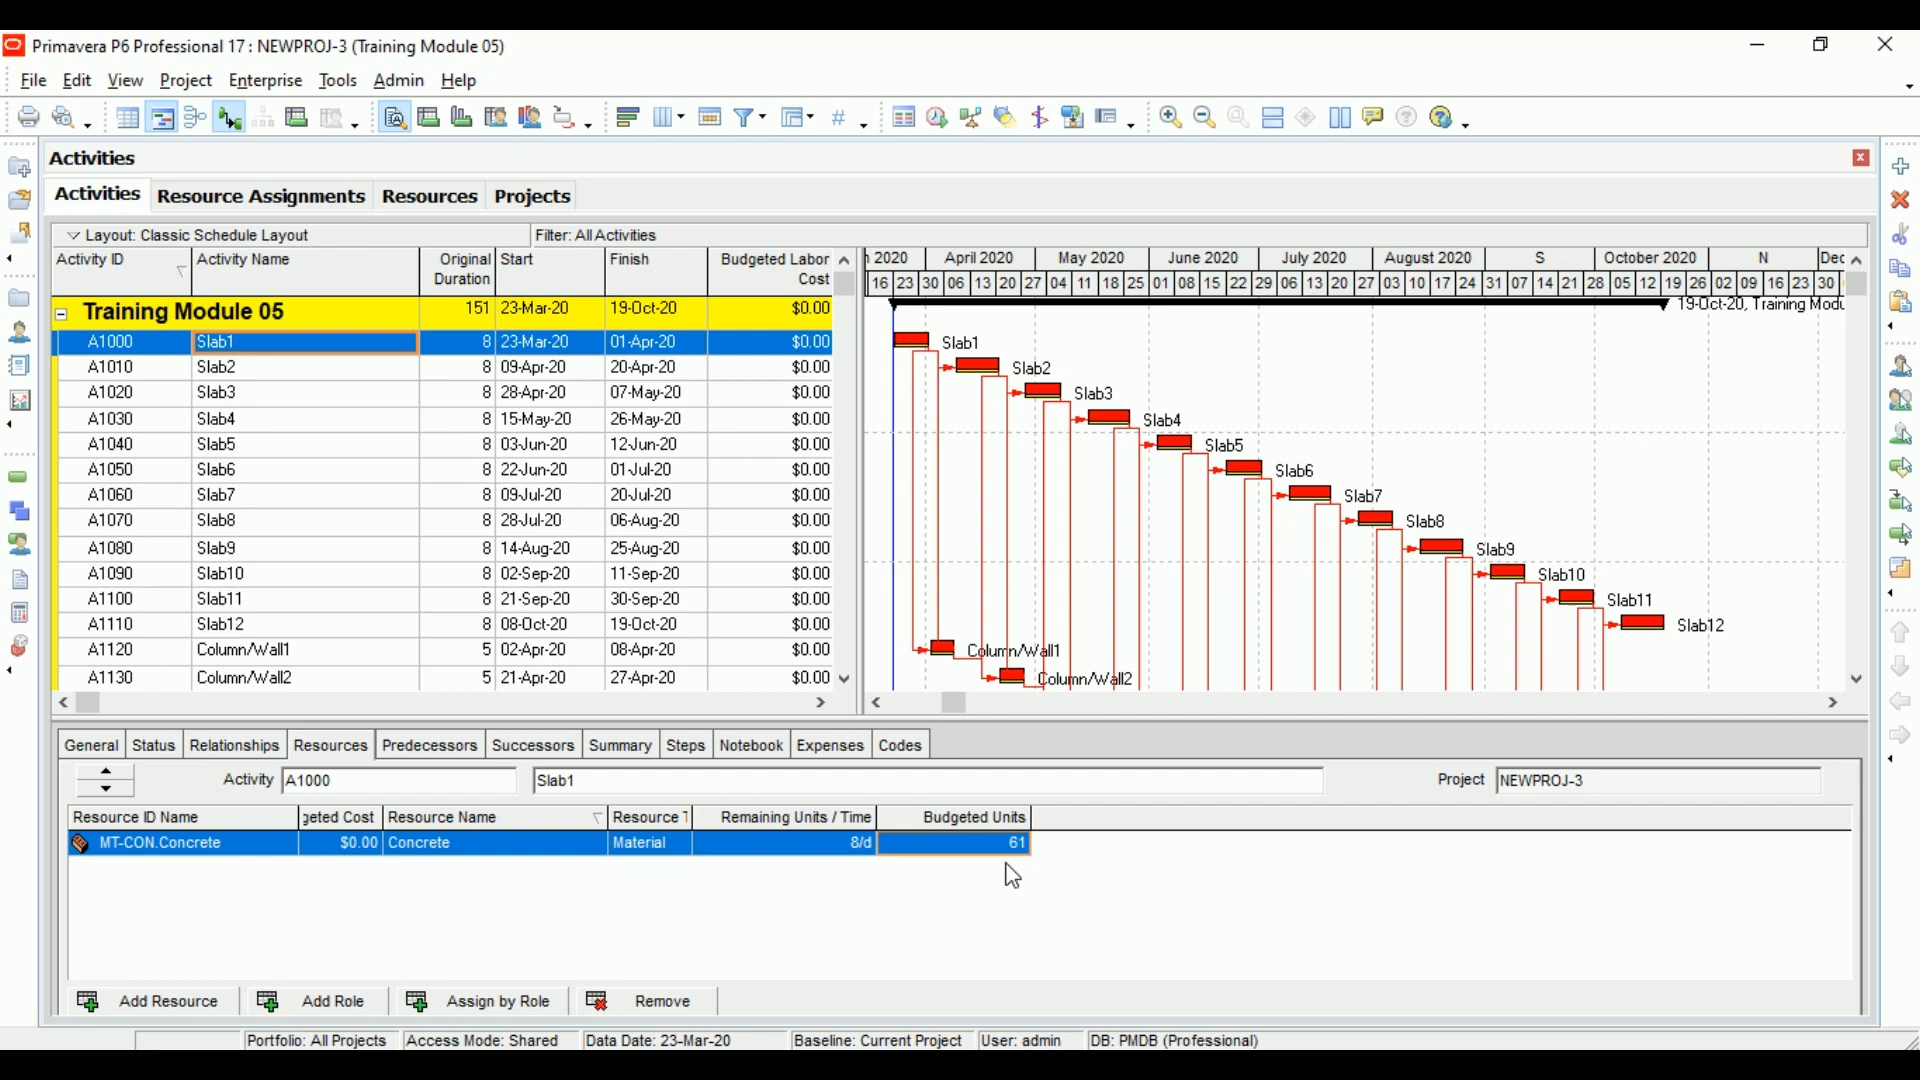 Primavera P6 Professional 17 : NEWPROJ-3 (Training Module 05)
File Edit View Project Enterprise Tools Admin Help
Activities
Activities Resource Assignments Resources Projects
Layout: Classic Schedule Layout Filter: All Activities
Activity ID Activity Name Original Duration Start Finish Budgeted Labor Cost
2020 April 2020 May 2020 June 2020 July 2020 August 2020 S October 2020 N Dec
16 23 30 06 13 20 27 04 11 18 25 01 08 15 22 29 06 13 20 27 03 10 17 24 31 07 14 21 28 05 12 19 26 02 09 16 23 30
Training Module 05 151 23-Mar-20 19-Oct-20 $0.00 19-Oct-20, Training Modu
A1000 Slab1 8 23-Mar-20 01-Apr-20 $0.00 Slab1
A1010 Slab2 8 09-Apr-20 20-Apr-20 $0.00 Slab2
A1020 Slab3 8 28-Apr-20 07-May-20 $0.00 Slab3
A1030 Slab4 8 15-May-20 26-May-20 $0.00 Slab4
A1040 Slab5 8 03-Jun-20 12-Jun-20 $0.00 Slab5
A1050 Slab6 8 22-Jun-20 01-Jul-20 $0.00 Slab6
A1060 Slab7 8 09-Jul-20 20-Jul-20 $0.00 Slab7
A1070 Slab8 8 28-Jul-20 06-Aug-20 $0.00 Slab8
A1080 Slab9 8 14-Aug-20 25-Aug-20 $0.00 Slab9
A1090 Slab10 8 02-Sep-20 11-Sep-20 $0.00 Slab10
A1100 Slab11 8 21-Sep-20 30-Sep-20 $0.00 Slab11
A1110 Slab12 8 08-Oct-20 19-Oct-20 $0.00 Slab12
A1120 Column/Wall1 5 02-Apr-20 08-Apr-20 $0.00 Column/Wall1
A1130 Column/Wall2 5 21-Apr-20 27-Apr-20 $0.00 Column/Wall2
General Status Relationships Resources Predecessors Successors Summary Steps Notebook Expenses Codes
Activity A1000 Slab1 Project NEWPROJ-3
Resource ID Name geted Cost Resource Name Resource T Remaining Units / Time Budgeted Units
MT-CON.Concrete $0.00 Concrete Material 8/d 61
Add Resource Add Role Assign by Role Remove
Portfolio: All Projects Access Mode: Shared Data Date: 23-Mar-20 Baseline: Current Project User: admin DB: PMDB (Professional)